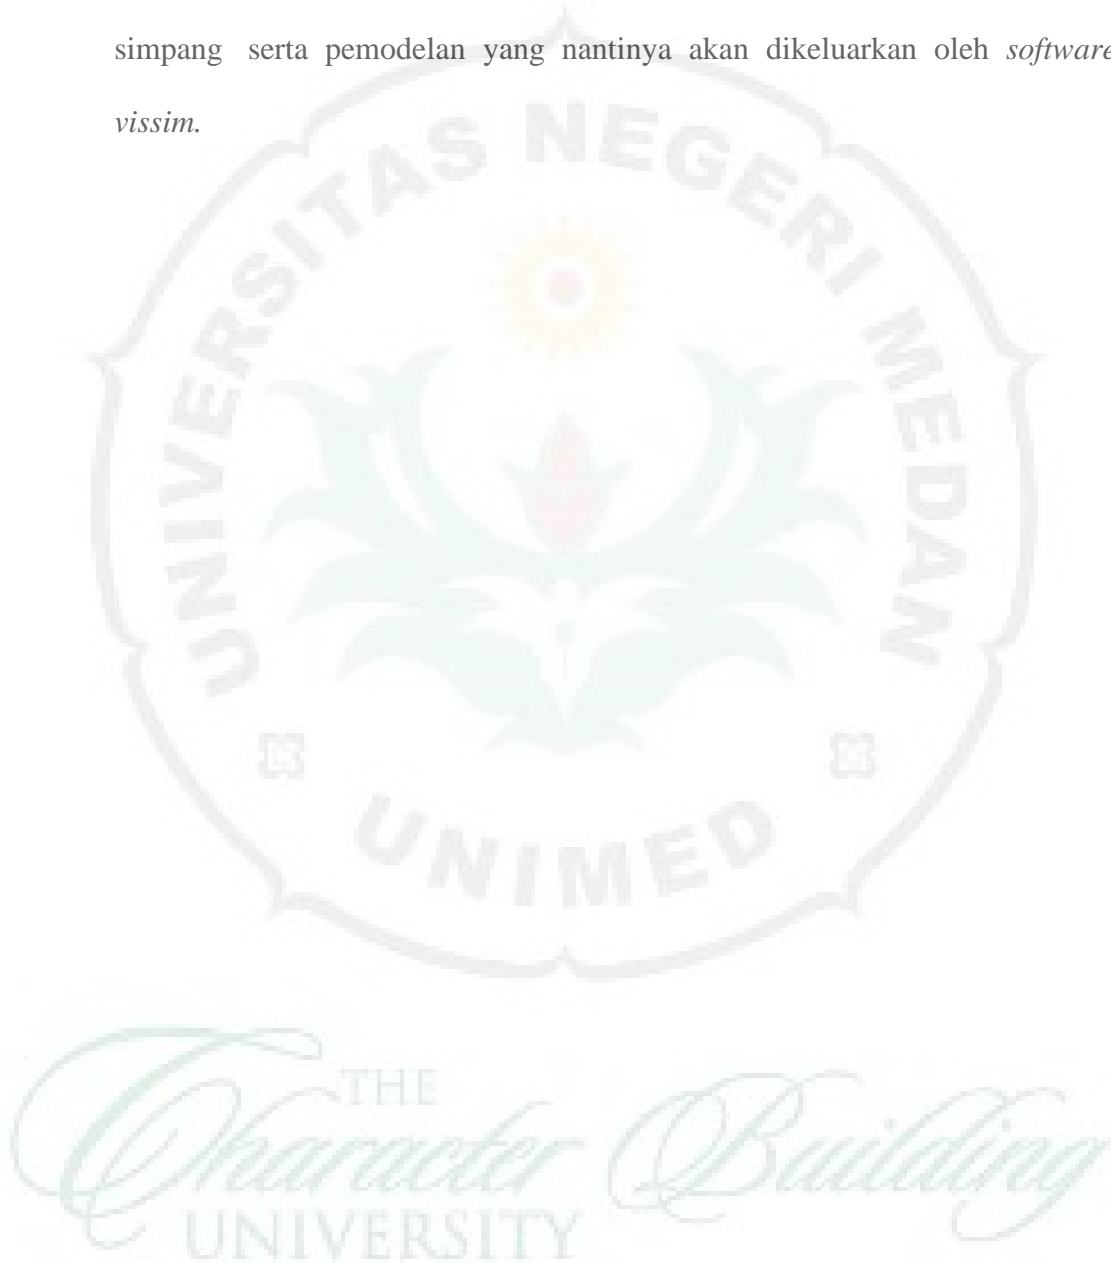 simpang serta pemodelan yang nantinya akan dikeluarkan oleh software
vissim.
UNIVERSITAS NEGERI MEDAN
UNIMED
THE
Character Building
UNIVERSITY